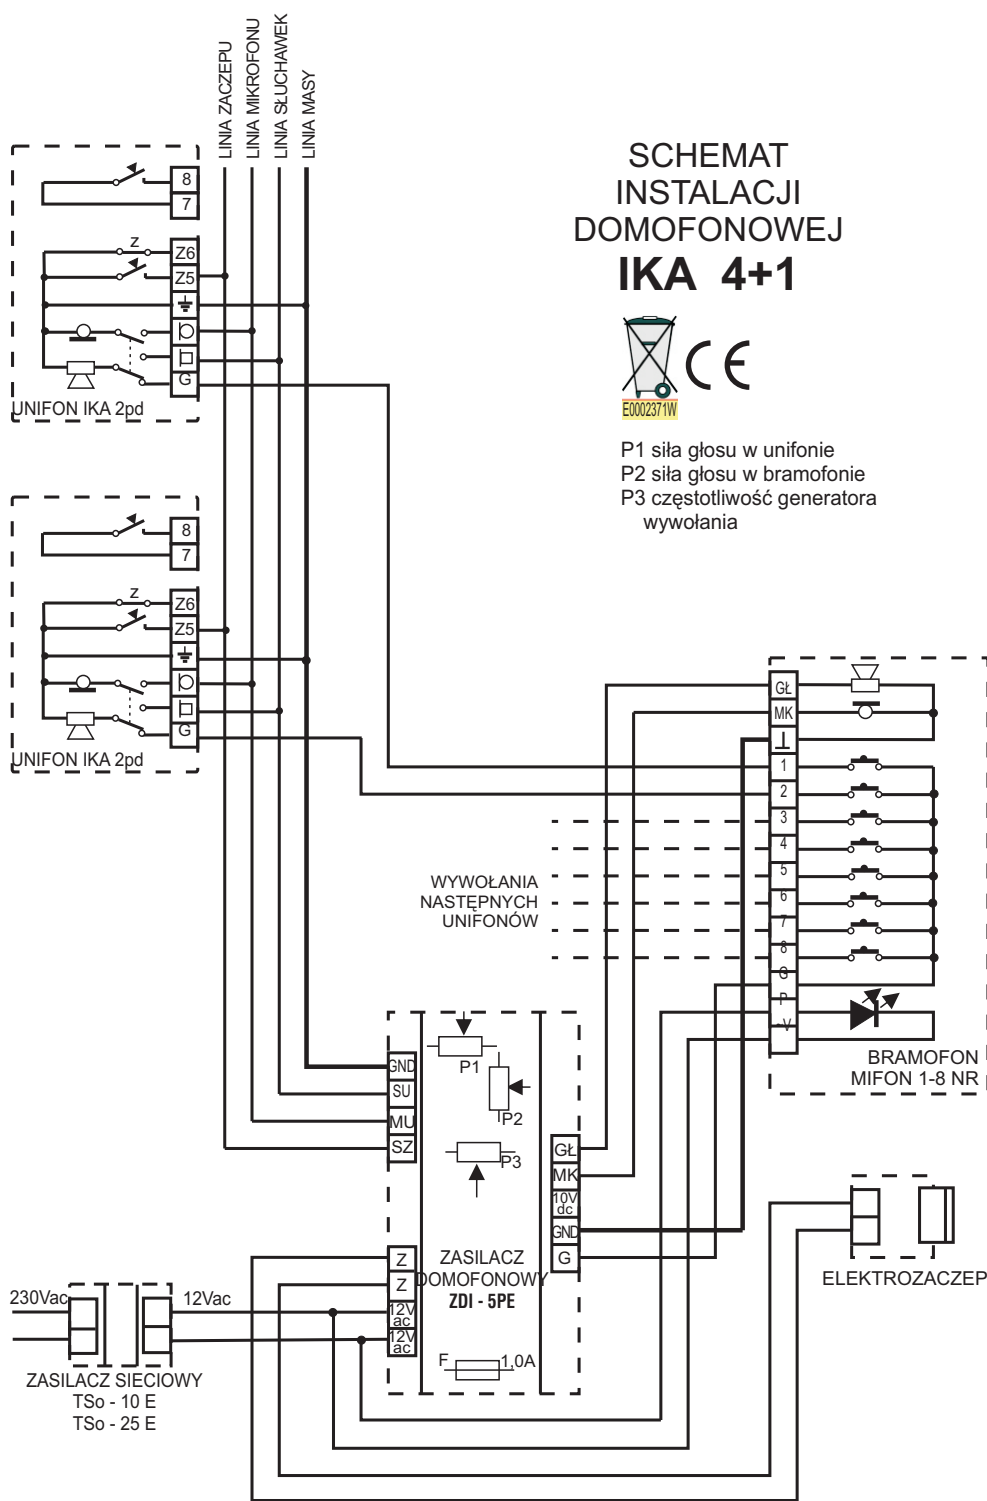 LINIA ZACZEPU
LINIA MIKROFONU
LINIA SŁUCHAWEK
LINIA MASY
SCHEMAT
INSTALACJI
DOMOFONOWEJ
IKA 4+1
CE
E0002371W
P1 siła głosu w unifonie
P2 siła głosu w bramofonie
P3 częstotliwość generatora
wywołania
8
7
Z
Z6
Z5
G
UNIFON IKA 2pd
8
7
Z
Z6
Z5
G
UNIFON IKA 2pd
GŁ
MK
1
2
3
4
5
6
7
8
G
P
~V
BRAMOFON
MIFON 1-8 NR
WYWOŁANIA
NASTĘPNYCH
UNIFONÓW
GND
SU
MU
SZ
P1
P2
P3
GŁ
MK
10V
dc
GND
G
Z
Z
12V
ac
12V
ac
ZASILACZ
DOMOFONOWY
ZDI - 5PE
F
1,0A
ELEKTROZACZEP
230Vac
12Vac
ZASILACZ SIECIOWY
TSo - 10 E
TSo - 25 E